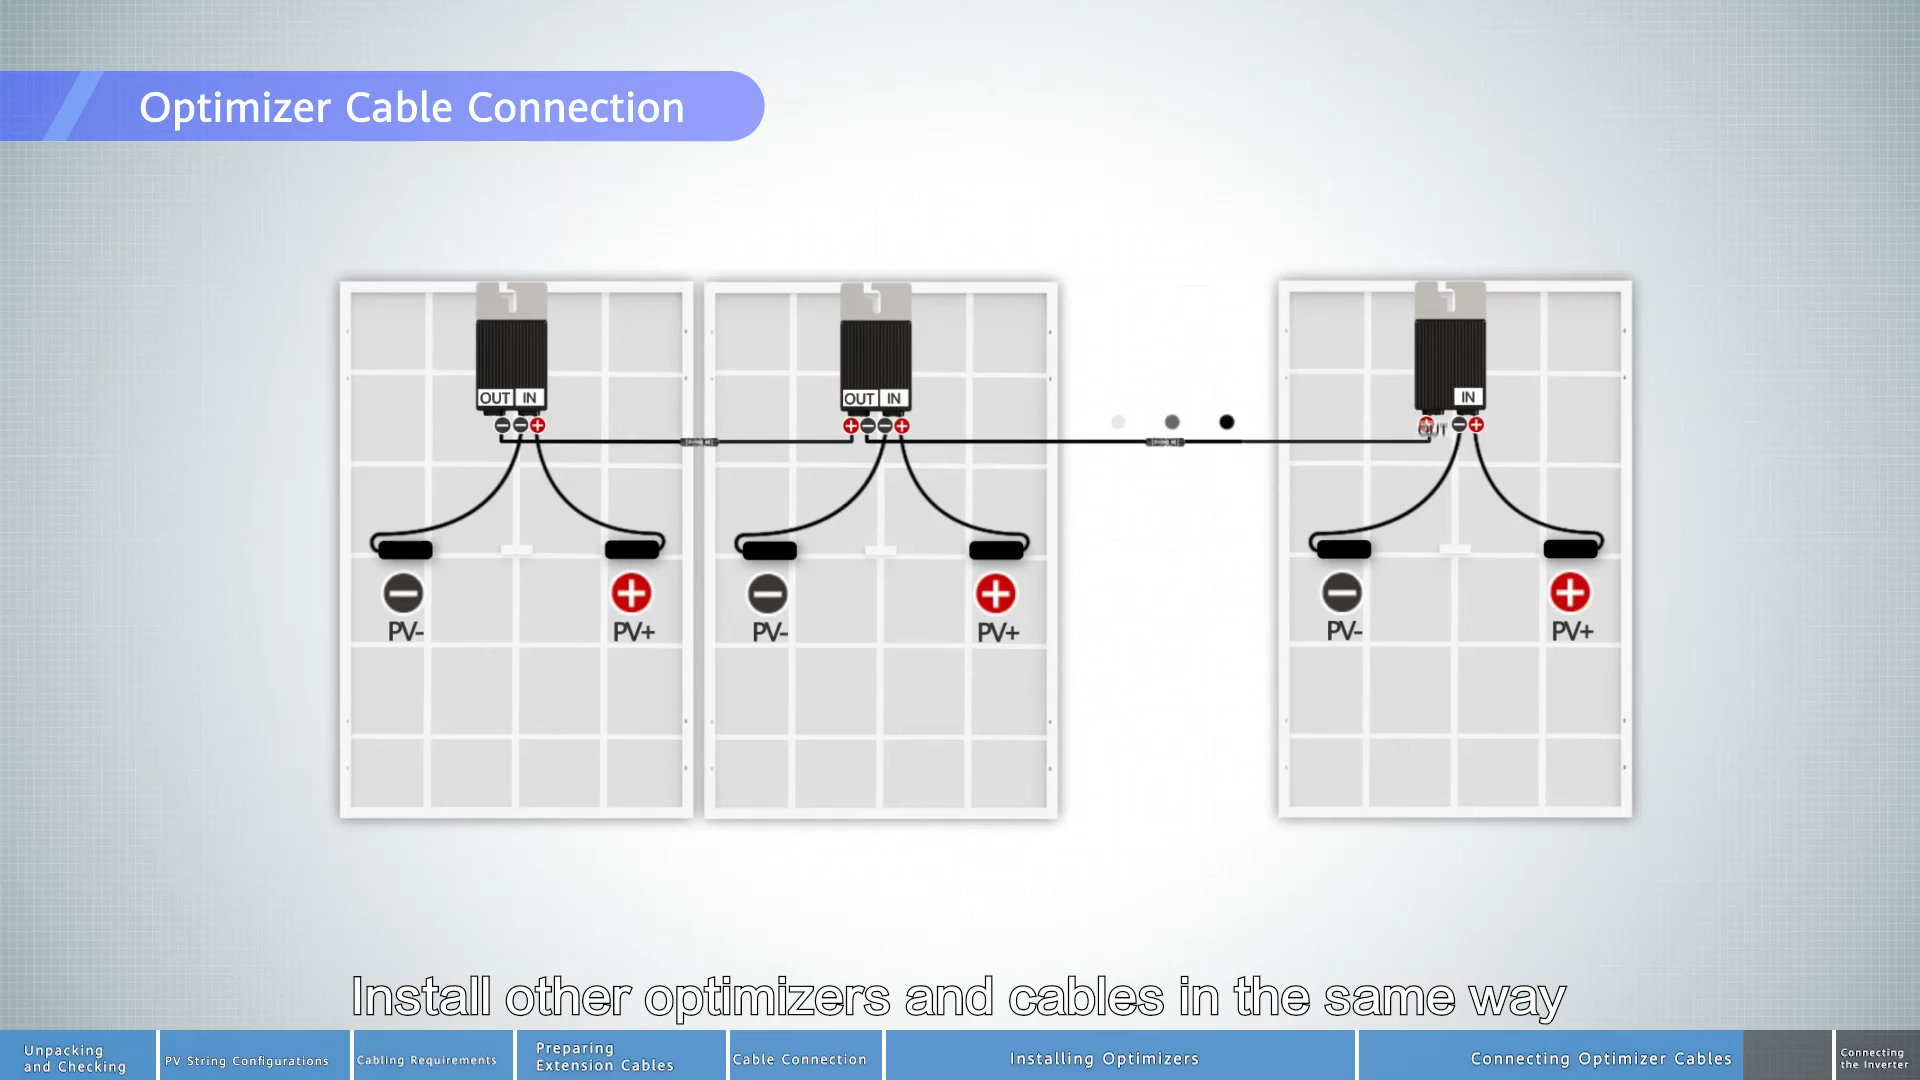 Optimizer Cable Connection
OUT IN
OUT IN
IN
OUT
PV-
PV+
PV-
PV+
PV-
PV+
Install other optimizers and cables in the same way
Unpacking
and Checking
PV String Configurations
Cabling Requirements
Preparing
Extension Cables
Cable Connection
Installing Optimizers
Connecting Optimizer Cables
Connecting
the Inverter